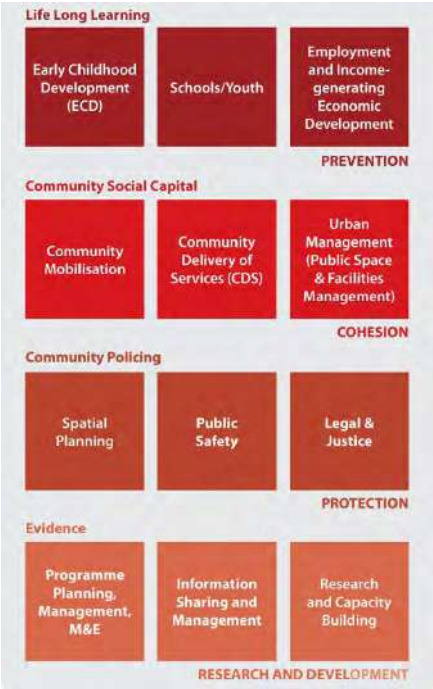 Life Long Learning
Early Childhood
Development
(ECD)
Schools/Youth
Employment
and Income-
generating
Economic
Development
PREVENTION
Community Social Capital
Community
Mobilisation
Community
Delivery of
Services (CDS)
Urban
Management
(Public Space
& Facilities
Management)
COHESION
Community Policing
Spatial
Planning
Public
Safety
Legal &
Justice
PROTECTION
Evidence
Programme
Planning,
Management,
M&E
Information
Sharing and
Management
Research
and Capacity
Building
RESEARCH AND DEVELOPMENT